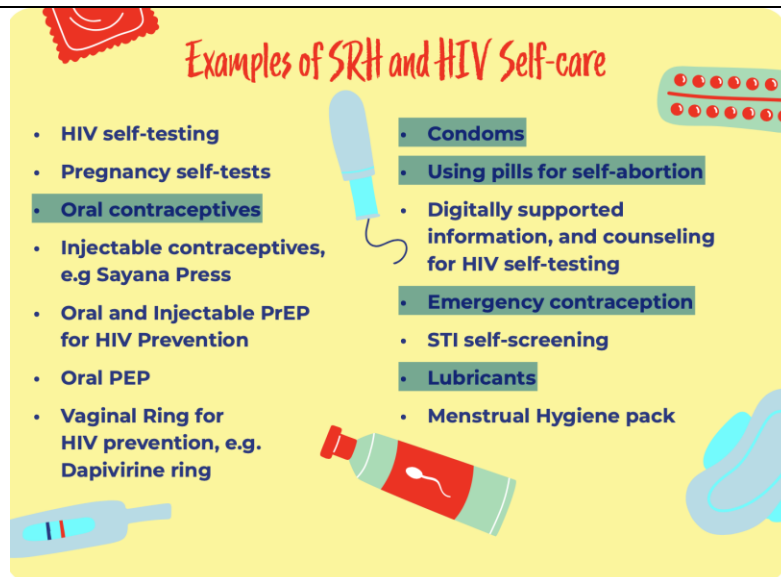 Examples of SRH and HIV Self-care
• HIV self-testing
• Pregnancy self-tests
• Oral contraceptives
• Injectable contraceptives,
e.g Sayana Press
• Oral and Injectable PrEP
for HIV Prevention
• Oral PEP
• Vaginal Ring for
HIV prevention, e.g.
Dapivirine ring
• Condoms
• Using pills for self-abortion
• Digitally supported
information, and counseling
for HIV self-testing
• Emergency contraception
• STI self-screening
• Lubricants
• Menstrual Hygiene pack